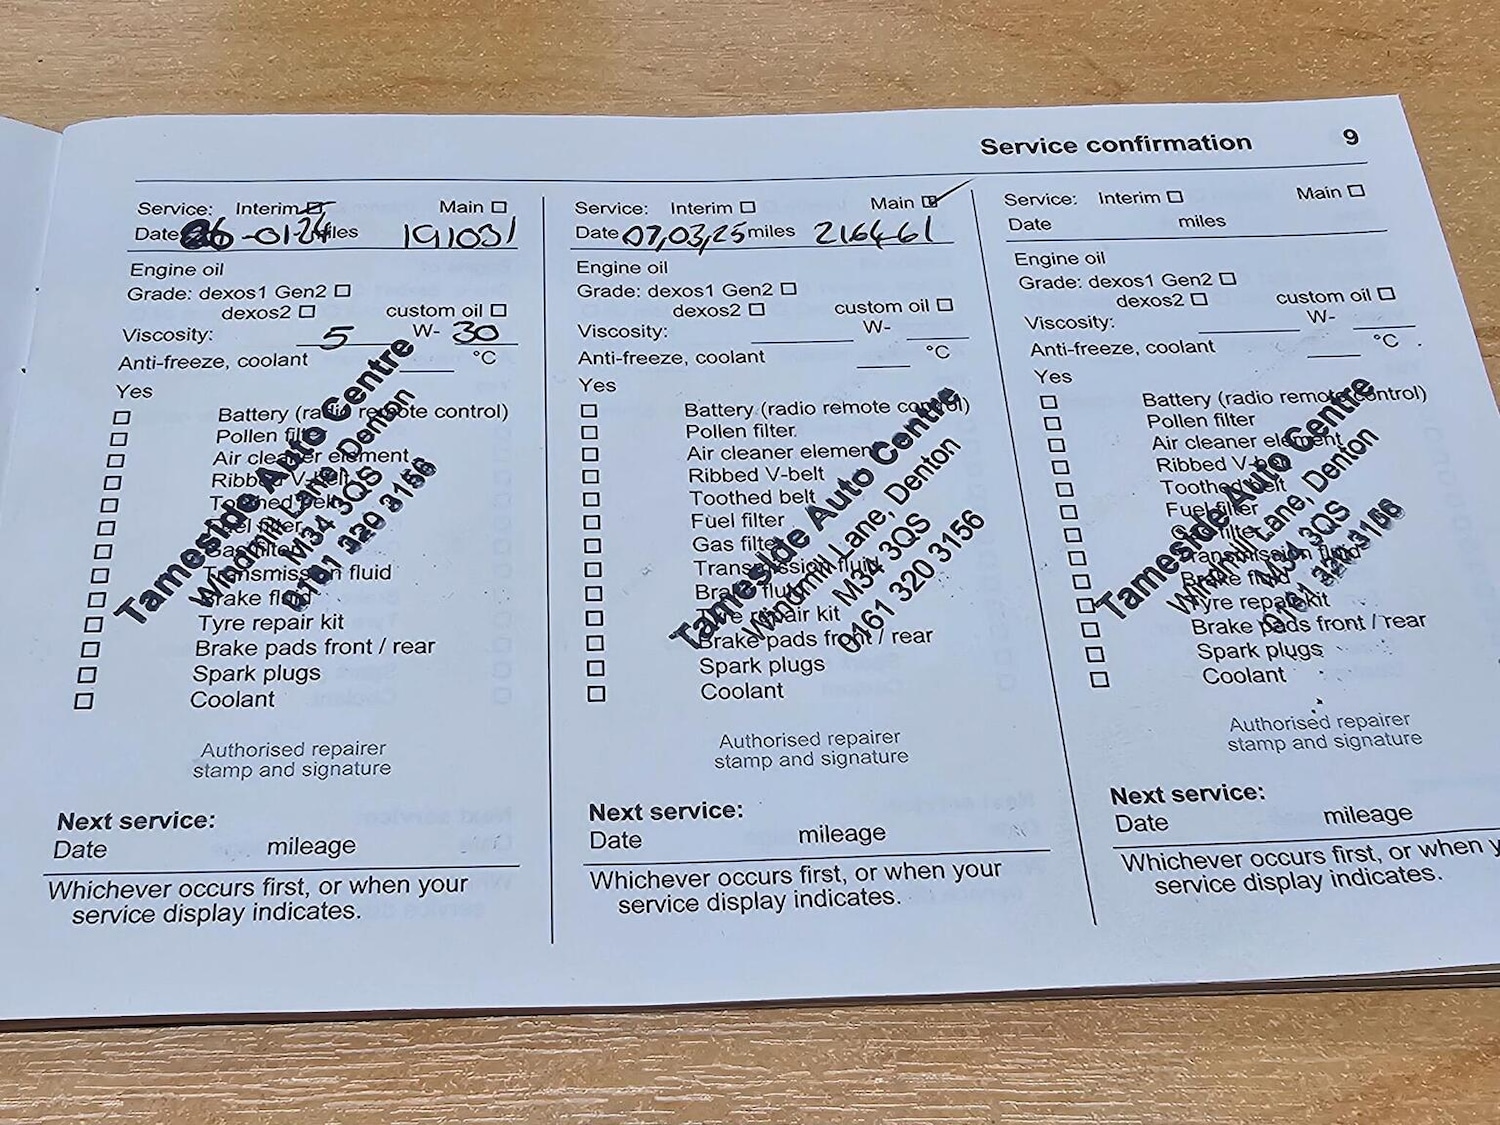 Service confirmation 9
Service: Interim Main
Date 26-01-24 miles 191031
Engine oil
Grade: dexos1 Gen2
dexos2 custom oil
Viscosity: 5 W- 30
Anti-freeze, coolant °C
Yes
Battery (radio remote control)
Pollen filter
Air cleaner element
Ribbed V-belt
Toothed belt
Fuel filter
Gas filter
Transmission fluid
Brake fluid
Tyre repair kit
Brake pads front / rear
Spark plugs
Coolant
Tameside Auto Centre
Windmill Lane, Denton
M34 3QS
0161 320 3156
Authorised repairer
stamp and signature
Next service:
Date mileage
Whichever occurs first, or when your
service display indicates.
Service: Interim Main
Date 07,03,25 miles 216461
Engine oil
Grade: dexos1 Gen2
dexos2 custom oil
Viscosity: W-
Anti-freeze, coolant °C
Yes
Battery (radio remote control)
Pollen filter
Air cleaner element
Ribbed V-belt
Toothed belt
Fuel filter
Gas filter
Transmission fluid
Brake fluid
Tyre repair kit
Brake pads front / rear
Spark plugs
Coolant
Tameside Auto Centre
Windmill Lane, Denton
M34 3QS
0161 320 3156
Authorised repairer
stamp and signature
Next service:
Date mileage
Whichever occurs first, or when your
service display indicates.
Service: Interim Main
Date miles
Engine oil
Grade: dexos1 Gen2
dexos2 custom oil
Viscosity: W-
Anti-freeze, coolant °C
Yes
Battery (radio remote control)
Pollen filter
Air cleaner element
Ribbed V-belt
Toothed belt
Fuel filter
Gas filter
Transmission fluid
Brake fluid
Tyre repair kit
Brake pads front / rear
Spark plugs
Coolant
Tameside Auto Centre
Windmill Lane, Denton
M34 3QS
0161 320 3156
Authorised repairer
stamp and signature
Next service:
Date mileage
Whichever occurs first, or when y
service display indicates.